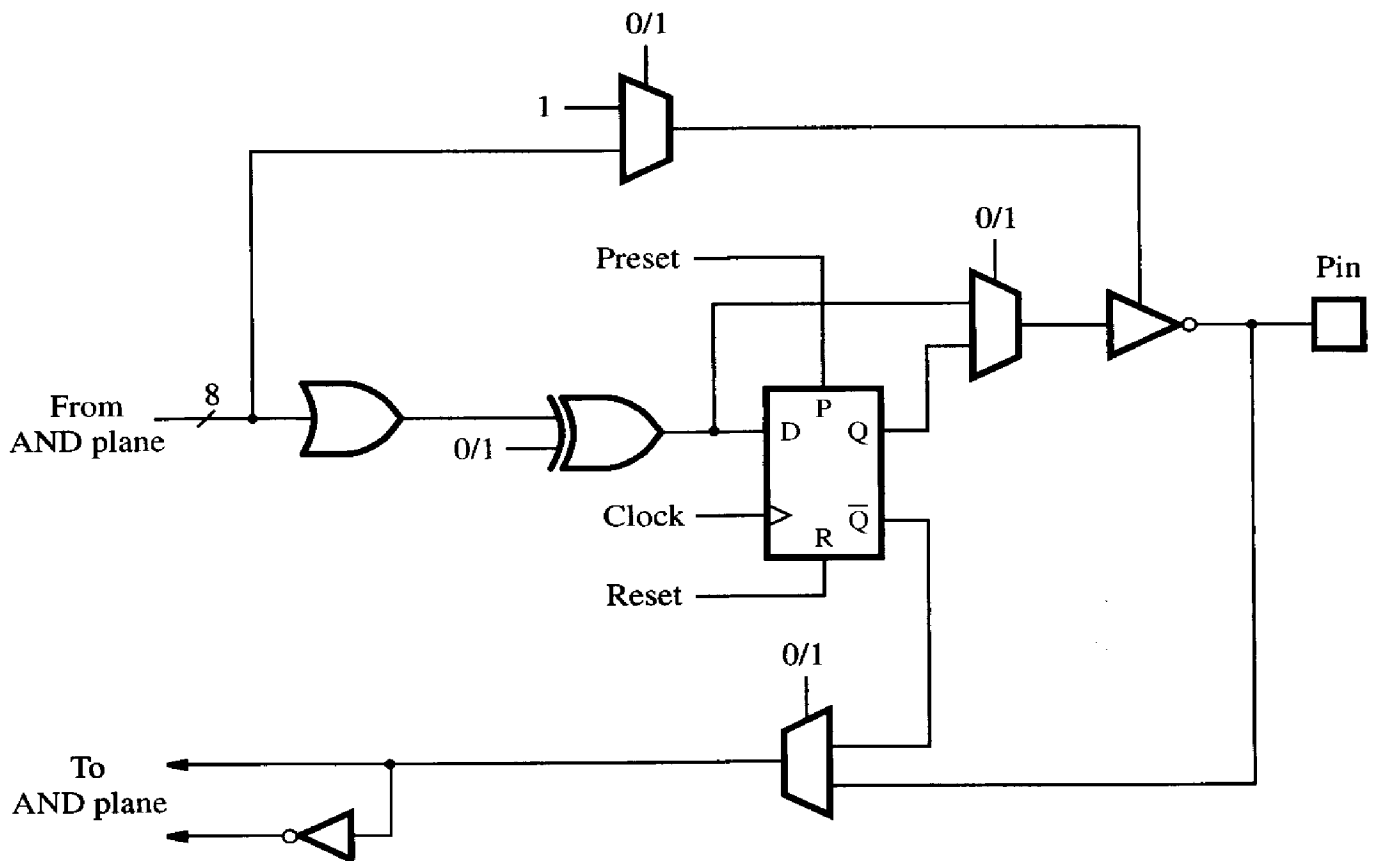 0/1
1
0/1
Preset
Pin
8
From
AND plane
0/1
P
D
Q
Clock
Q̅
R
Reset
0/1
To
AND plane